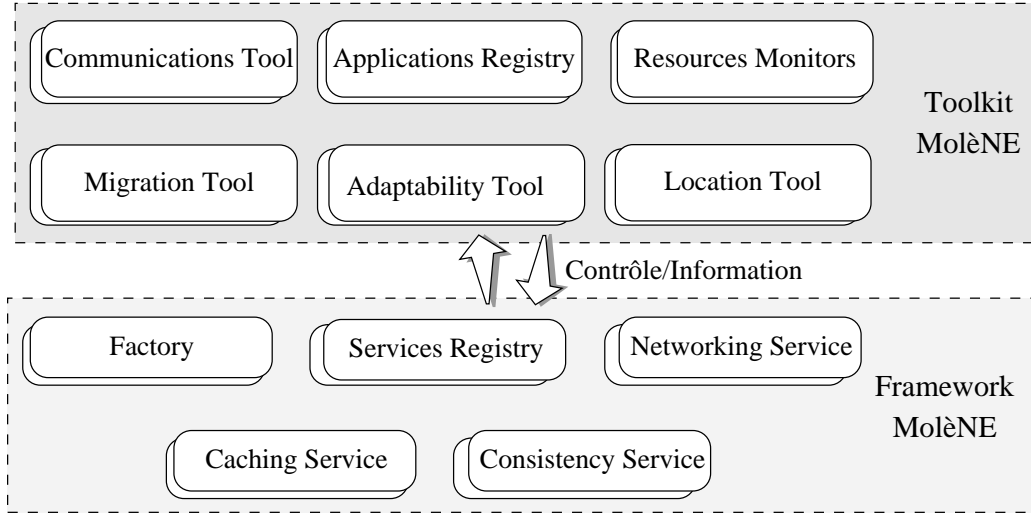 Communications Tool
Applications Registry
Resources Monitors
Toolkit
MolèNE
Migration Tool
Adaptability Tool
Location Tool
Contrôle/Information
Factory
Services Registry
Networking Service
Framework
MolèNE
Caching Service
Consistency Service